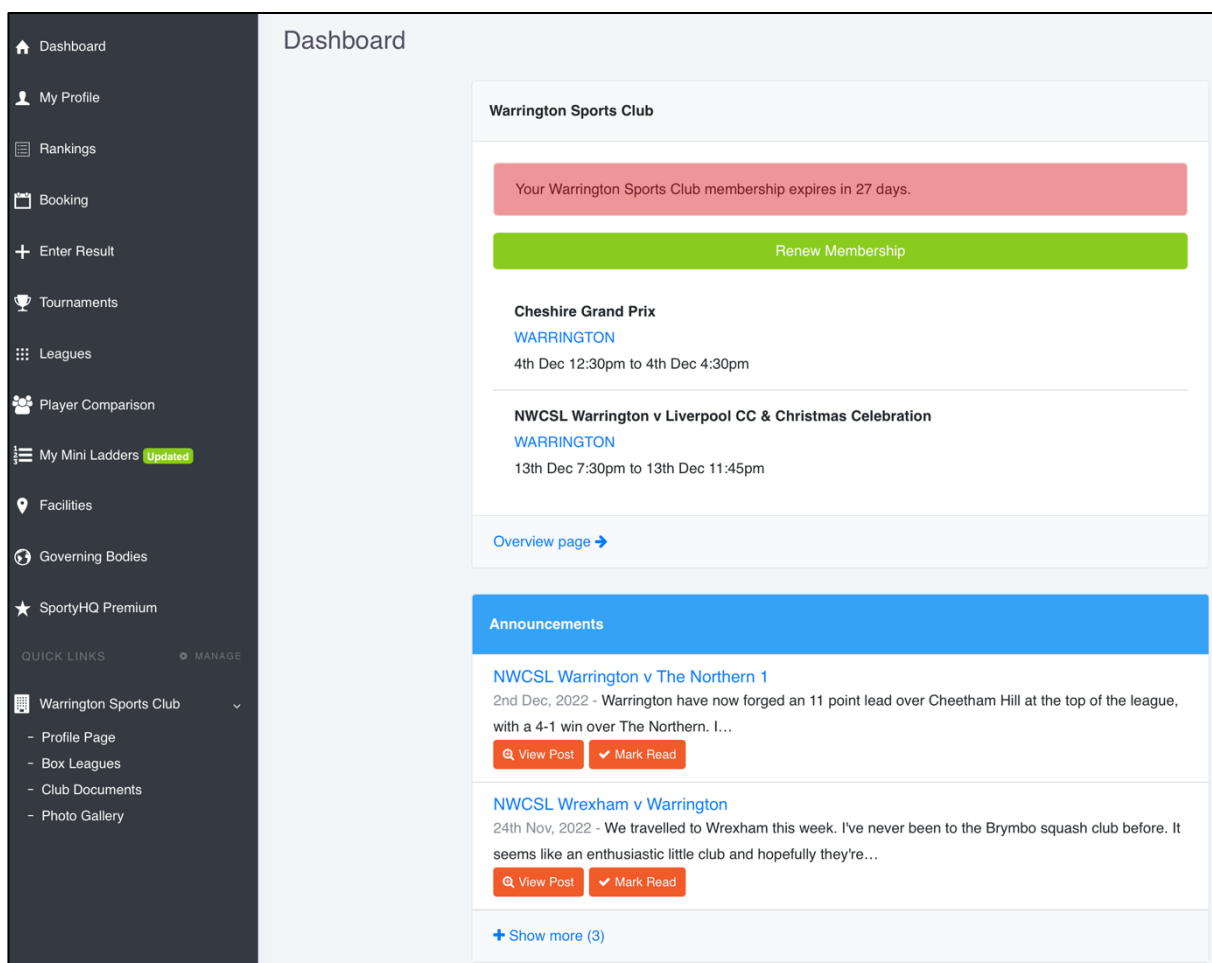 Dashboard
My Profile
Rankings
Booking
Enter Result
Tournaments
Leagues
Player Comparison
My Mini Ladders Updated
Facilities
Governing Bodies
SportyHQ Premium
QUICK LINKS MANAGE
Warrington Sports Club
- Profile Page
- Box Leagues
- Club Documents
- Photo Gallery
Dashboard
Warrington Sports Club
Your Warrington Sports Club membership expires in 27 days.
Renew Membership
Cheshire Grand Prix
WARRINGTON
4th Dec 12:30pm to 4th Dec 4:30pm
NWCSL Warrington v Liverpool CC & Christmas Celebration
WARRINGTON
13th Dec 7:30pm to 13th Dec 11:45pm
Overview page
Announcements
NWCSL Warrington v The Northern 1
2nd Dec, 2022 - Warrington have now forged an 11 point lead over Cheetham Hill at the top of the league,
with a 4-1 win over The Northern. I…
View Post Mark Read
NWCSL Wrexham v Warrington
24th Nov, 2022 - We travelled to Wrexham this week. I've never been to the Brymbo squash club before. It
seems like an enthusiastic little club and hopefully they're…
View Post Mark Read
Show more (3)